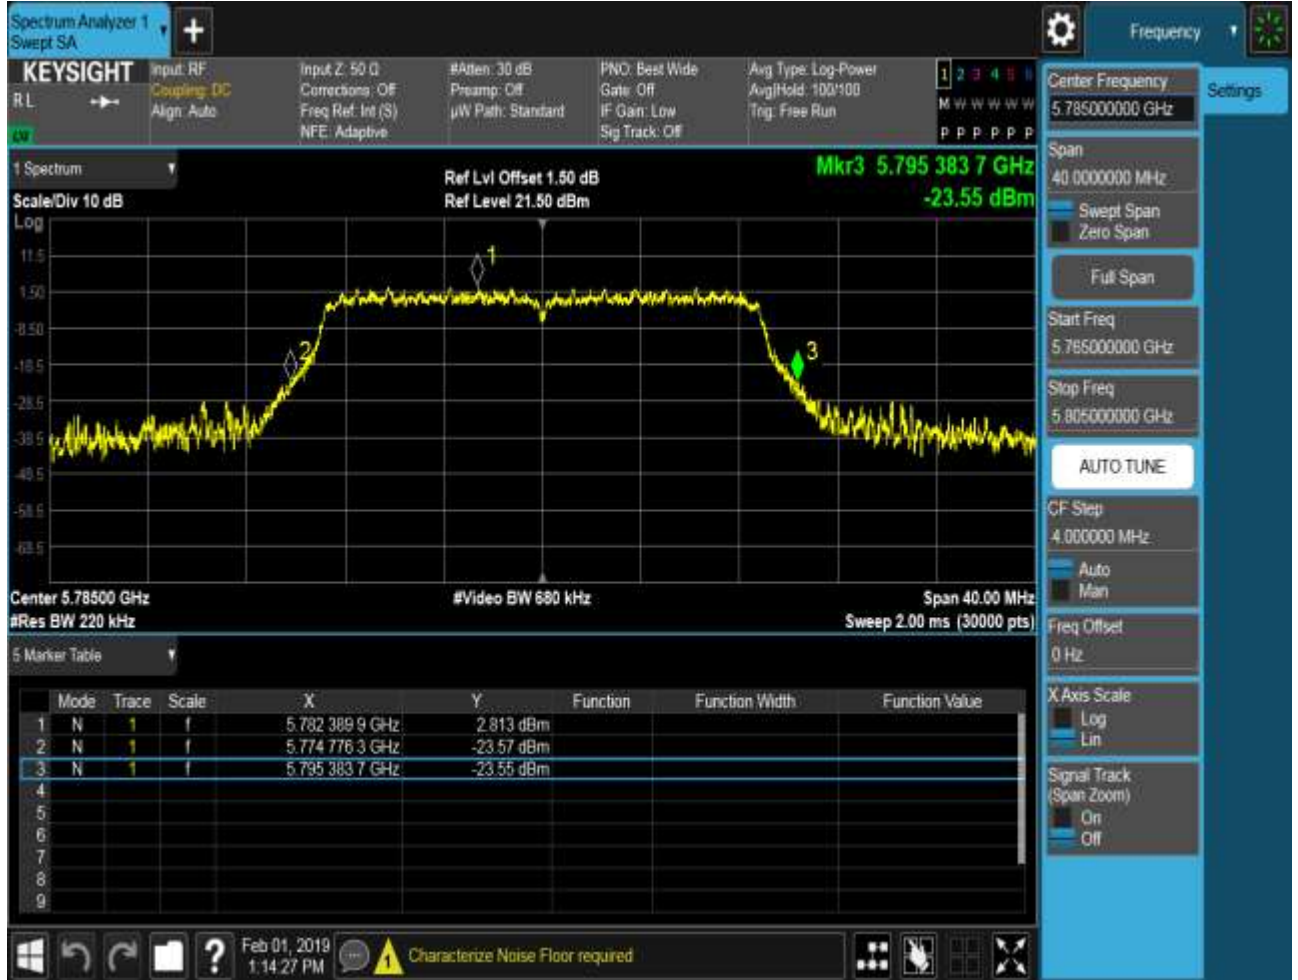 Spectrum Analyzer 1
Swept SA
+
Frequency
KEYSIGHT
RL
Input: RF
Coupling: DC
Align: Auto
Input Z: 50 Ω
Corrections: Off
Freq Ref: Int (S)
NFE: Adaptive
#Atten: 30 dB
Preamp: Off
µW Path: Standard
PNO: Best Wide
Gate: Off
IF Gain: Low
Sig Track: Off
Avg Type: Log-Power
Avg|Hold: 100/100
Trig: Free Run
1 2 3 4 5 6
M W W W W W
P P P P P P
1 Spectrum
Scale/Div 10 dB
Ref Lvl Offset 1.50 dB
Ref Level 21.50 dBm
Mkr3 5.795 383 7 GHz
-23.55 dBm
Log
11.5
1.50
-8.50
-18.5
-28.5
-38.5
-48.5
-58.5
-68.5
1
2
3
Center 5.78500 GHz
#Res BW 220 kHz
#Video BW 680 kHz
Span 40.00 MHz
Sweep 2.00 ms (30000 pts)
5 Marker Table
Mode Trace Scale X Y Function Function Width Function Value
1 N 1 f 5.782 389 9 GHz 2.813 dBm
2 N 1 f 5.774 776 3 GHz -23.57 dBm
3 N 1 f 5.795 383 7 GHz -23.55 dBm
4
5
6
7
8
9
Center Frequency
5.785000000 GHz
Settings
Span
40.0000000 MHz
Swept Span
Zero Span
Full Span
Start Freq
5.765000000 GHz
Stop Freq
5.805000000 GHz
AUTO TUNE
CF Step
4.000000 MHz
Auto
Man
Freq Offset
0 Hz
X Axis Scale
Log
Lin
Signal Track
(Span Zoom)
On
Off
?
Feb 01, 2019
1:14:27 PM
1
Characterize Noise Floor required